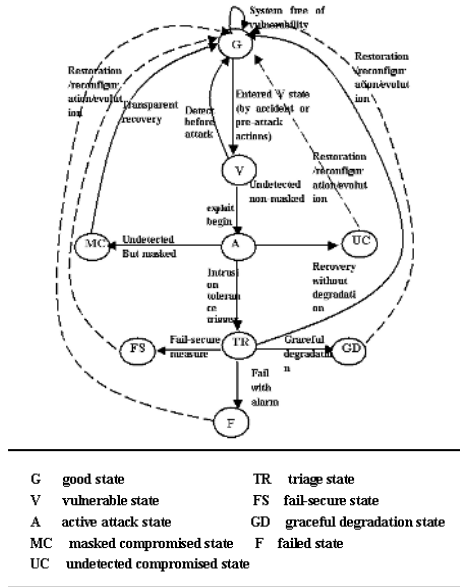 System free of
vulnerability
G
Restoration
/reconfigur
ation/evolut
ion
Restoration
/reconfigur
ation/evolut
ion
Transparent
recovery
Detect
before
attack
Entered V state
(by accident or
pre-attack
actions)
Restoration
/reconfigur
ation/evolut
ion
V
Undetected
non masked
exploit
begin
MC
Undetected
But masked
A
UC
Intrusi
on
toleran
ce
trigger
Recovery
without
degradati
on
FS
Fail-secure
measure
TR
Graceful
degradatio
n
GD
Fail
with
alarm
F
G good state
TR triage state
V vulnerable state
FS fail-secure state
A active attack state
GD graceful degradation state
MC masked compromised state
F failed state
UC undetected compromised state